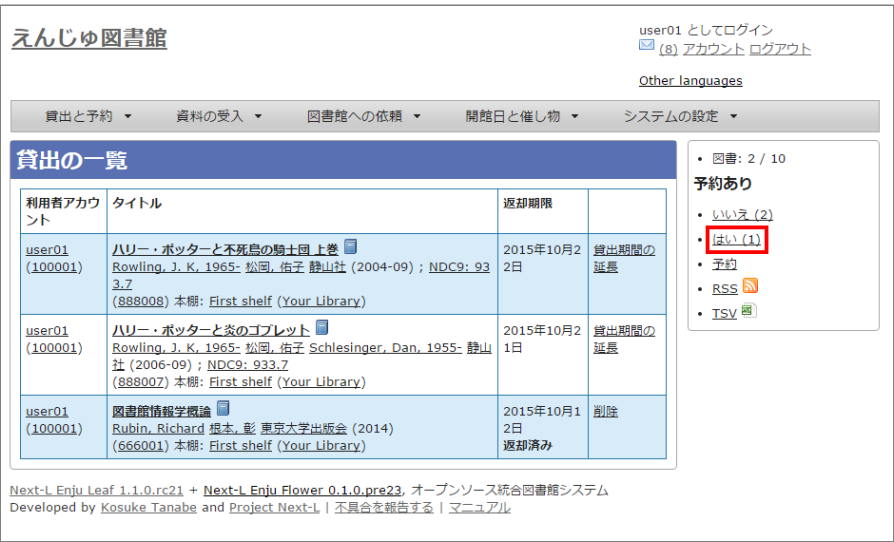 えんじゅ図書館
user01 としてログイン
(8) アカウント ログアウト
Other languages
貸出と予約 ▼ 資料の受入 ▼ 図書館への依頼 ▼ 開館日と催し物 ▼ システムの設定 ▼
貸出の一覧
利用者アカウ
ント
タイトル
返却期限
user01
(100001)
ハリー・ポッターと不死鳥の騎士団 上巻
Rowling, J. K, 1965- 松岡, 佑子 静山社 (2004-09) ; NDC9: 93
3.7
(888008) 本棚: First shelf (Your Library)
2015年10月2
2日
貸出期間の
延長
user01
(100001)
ハリー・ポッターと炎のゴブレット
Rowling, J. K, 1965- 松岡, 佑子 Schlesinger, Dan, 1955- 静山
社 (2006-09) ; NDC9: 933.7
(888007) 本棚: First shelf (Your Library)
2015年10月2
1日
貸出期間の
延長
user01
(100001)
図書館情報学概論
Rubin, Richard 根本, 彰 東京大学出版会 (2014)
(666001) 本棚: First shelf (Your Library)
2015年10月1
2日
返却済み
削除
• 図書: 2 / 10
予約あり
• いいえ (2)
• はい (1)
• 予約
• RSS
• TSV
Next-L Enju Leaf 1.1.0.rc21 + Next-L Enju Flower 0.1.0.pre23, オープンソース統合図書館システム
Developed by Kosuke Tanabe and Project Next-L | 不具合を報告する | マニュアル